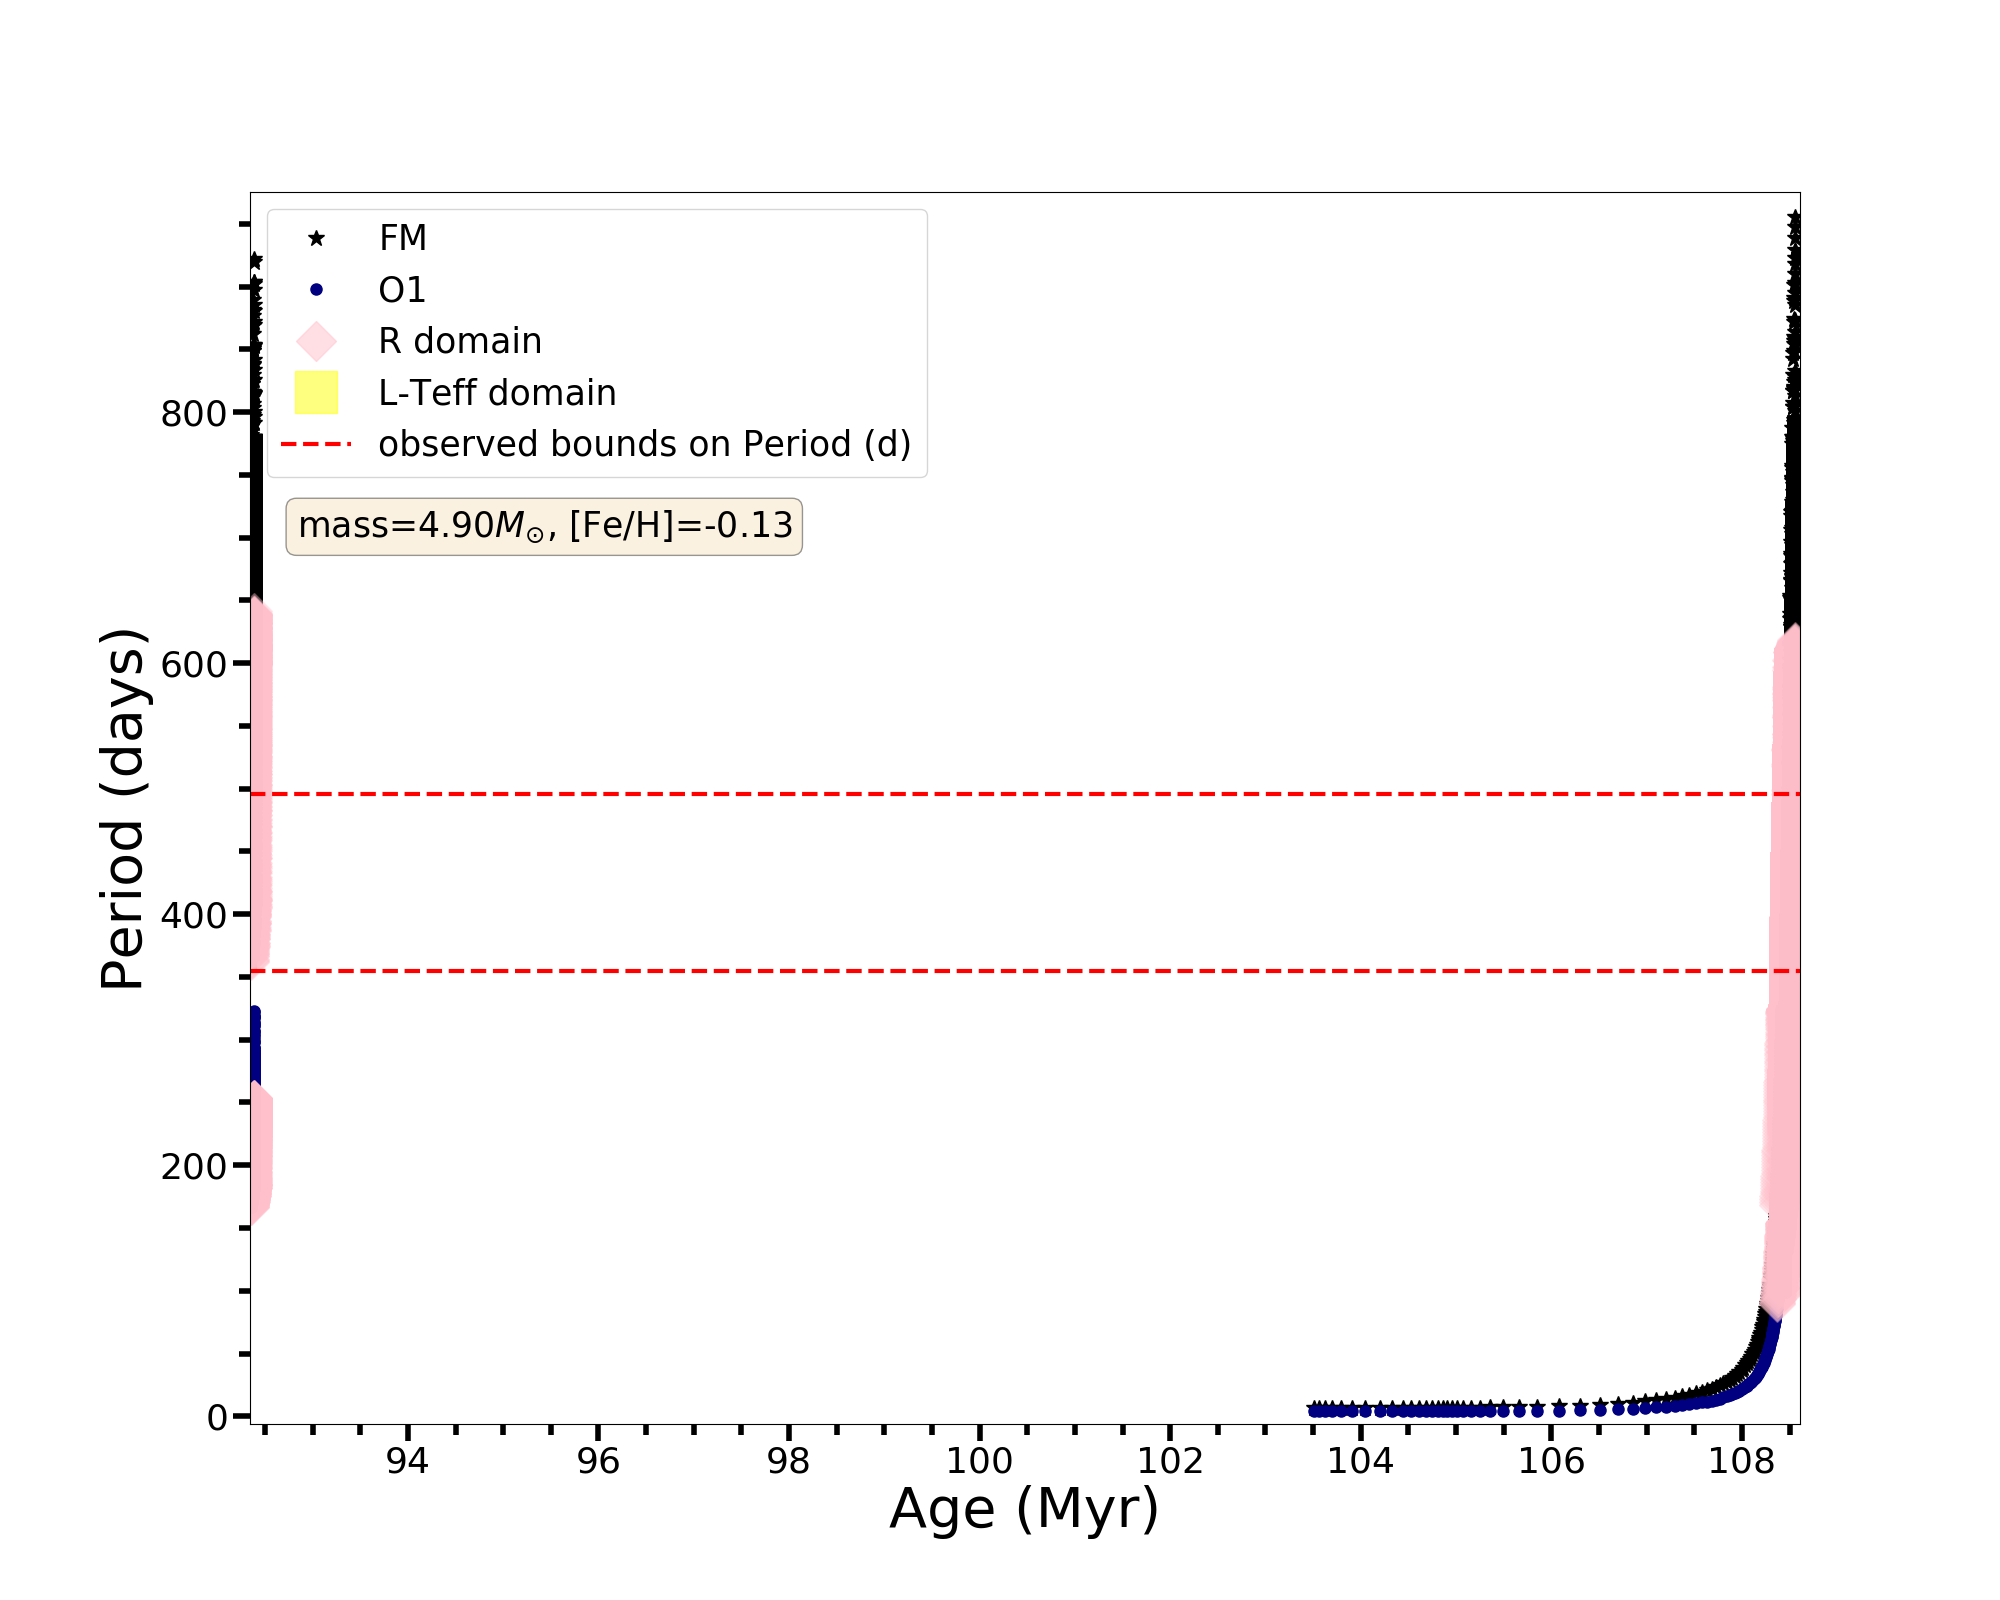 FM
O1
R domain
L-Teff domain
observed bounds on Period (d)
mass=4.90M⊙, [Fe/H]=-0.13
800
600
400
200
0
Period (days)
94 96 98 100 102 104 106 108
Age (Myr)